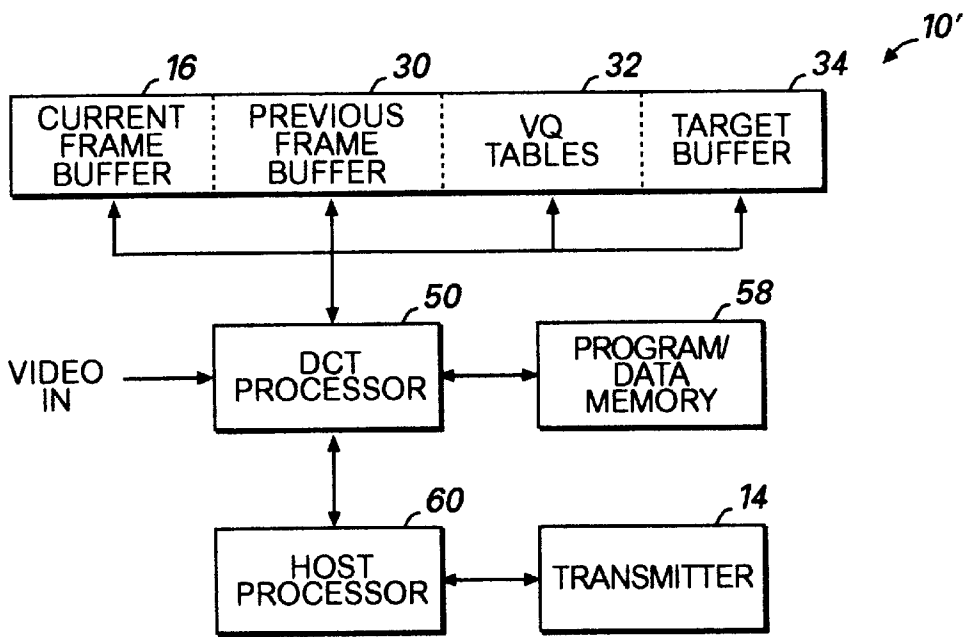 10'
16
30
32
34
CURRENT
FRAME
BUFFER
PREVIOUS
FRAME
BUFFER
VQ
TABLES
TARGET
BUFFER
50
58
VIDEO
IN
DCT
PROCESSOR
PROGRAM/
DATA
MEMORY
60
14
HOST
PROCESSOR
TRANSMITTER